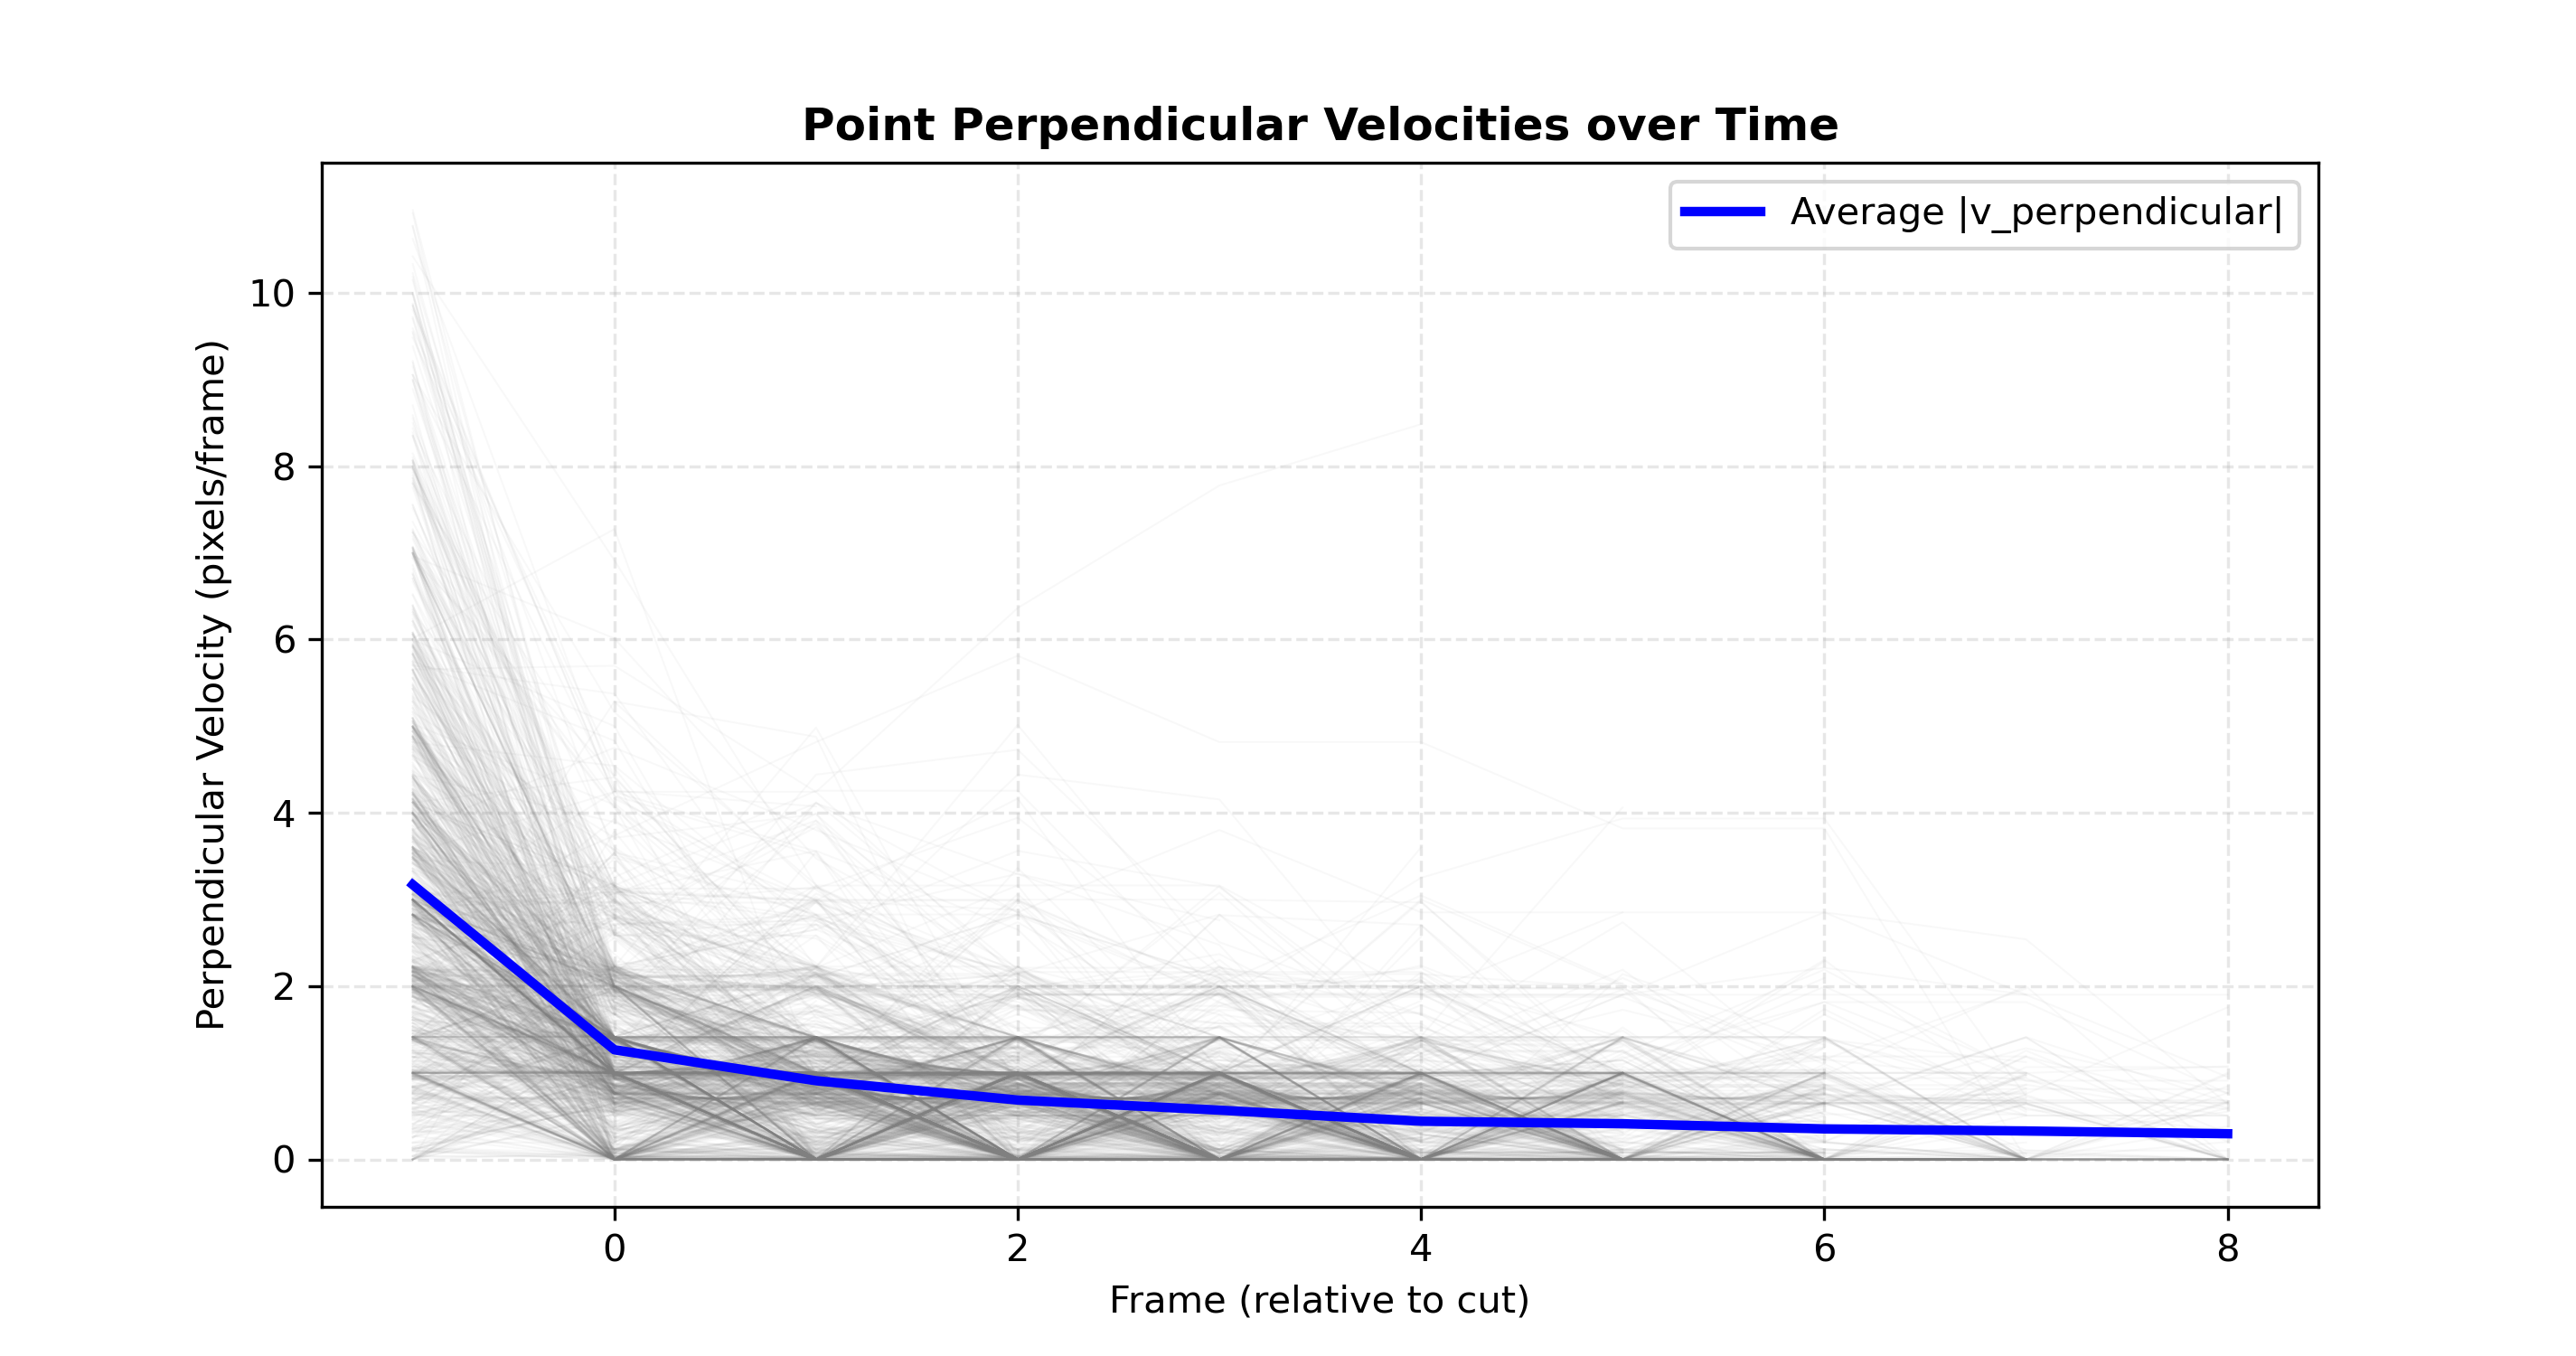 Point Perpendicular Velocities over Time
Average |v_perpendicular|
Perpendicular Velocity (pixels/frame)
10
8
6
4
2
0
0 2 4 6 8
Frame (relative to cut)